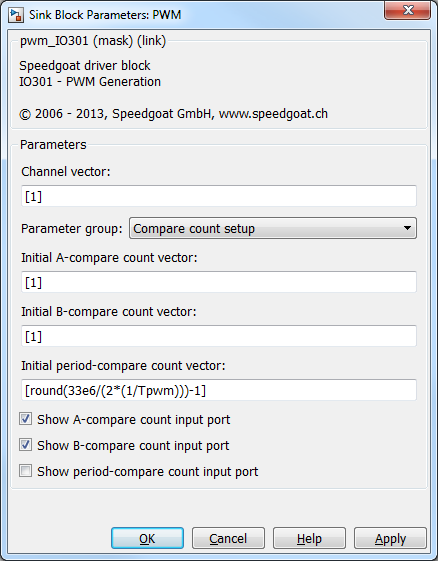 Sink Block Parameters: PWM
pwm_IO301 (mask) (link)
Speedgoat driver block
IO301 - PWM Generation
© 2006 - 2013, Speedgoat GmbH, www.speedgoat.ch
Parameters
Channel vector:
[1]
Parameter group: Compare count setup
Initial A-compare count vector:
[1]
Initial B-compare count vector:
[1]
Initial period-compare count vector:
[round(33e6/(2*(1/Tpwm)))-1]
Show A-compare count input port
Show B-compare count input port
Show period-compare count input port
OK Cancel Help Apply